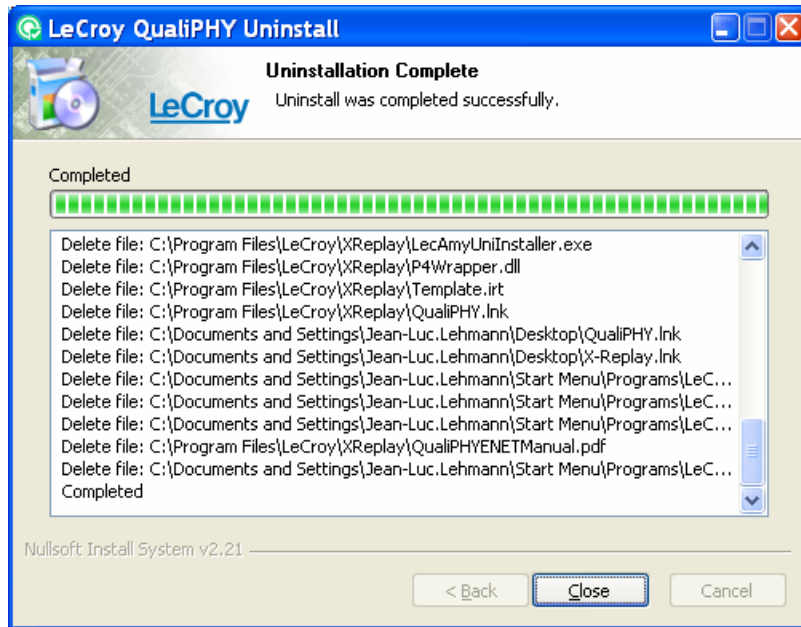 LeCroy QualiPHY Uninstall
Uninstallation Complete
LeCroy
Uninstall was completed successfully.
Completed
Delete file: C:\Program Files\LeCroy\XReplay\LecAmyUniInstaller.exe
Delete file: C:\Program Files\LeCroy\XReplay\P4Wrapper.dll
Delete file: C:\Program Files\LeCroy\XReplay\Template.irt
Delete file: C:\Program Files\LeCroy\XReplay\QualiPHY.lnk
Delete file: C:\Documents and Settings\Jean-Luc.Lehmann\Desktop\QualiPHY.lnk
Delete file: C:\Documents and Settings\Jean-Luc.Lehmann\Desktop\X-Replay.lnk
Delete file: C:\Documents and Settings\Jean-Luc.Lehmann\Start Menu\Programs\LeC...
Delete file: C:\Documents and Settings\Jean-Luc.Lehmann\Start Menu\Programs\LeC...
Delete file: C:\Documents and Settings\Jean-Luc.Lehmann\Start Menu\Programs\LeC...
Delete file: C:\Program Files\LeCroy\XReplay\QualiPHYENETManual.pdf
Delete file: C:\Documents and Settings\Jean-Luc.Lehmann\Start Menu\Programs\LeC...
Completed
Nullsoft Install System v2.21
< Back
Close
Cancel